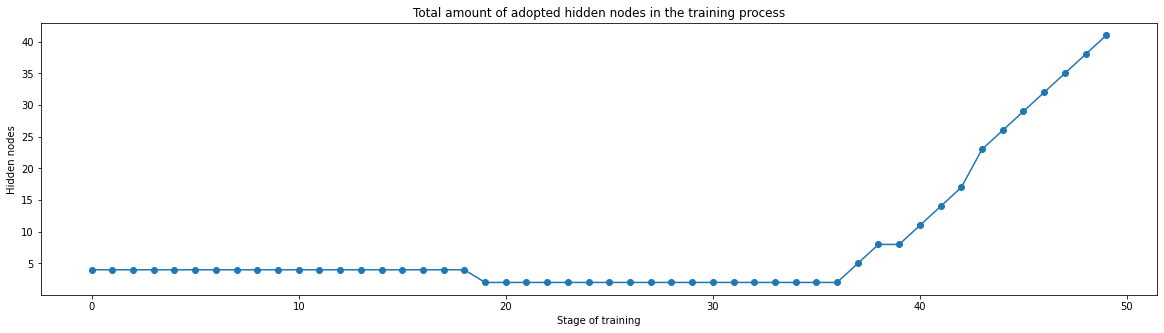 Total amount of adopted hidden nodes in the training process
Hidden nodes
40
35
30
25
20
15
10
5
0 10 20 30 40 50
Stage of training